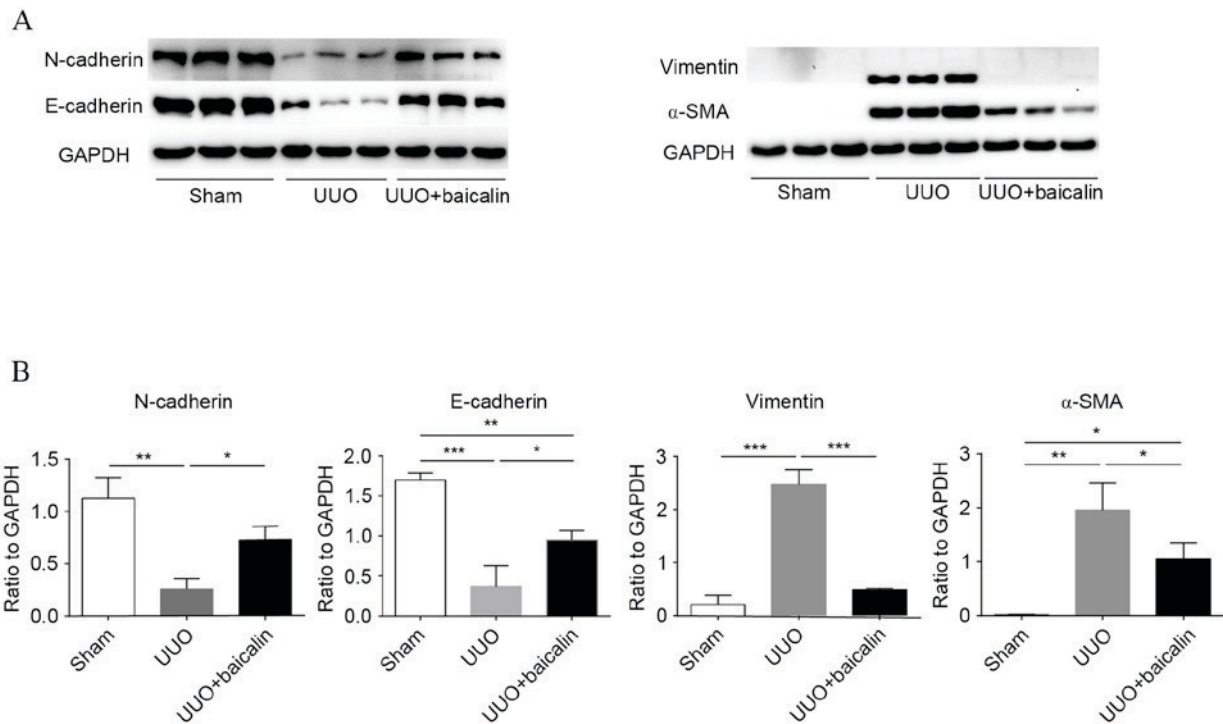 A
N-cadherin
E-cadherin
GAPDH
Sham UUO UUO+baicalin
Vimentin
α-SMA
GAPDH
Sham UUO UUO+baicalin
B
N-cadherin
** *
Ratio to GAPDH
1.5
1.0
0.5
0.0
Sham
UUO
UUO+baicalin
E-cadherin
**
*** *
Ratio to GAPDH
2.0
1.5
1.0
0.5
0.0
Sham
UUO
UUO+baicalin
Vimentin
*** ***
Ratio to GAPDH
3
2
1
0
Sham
UUO
UUO+baicalin
α-SMA
*
** *
Ratio to GAPDH
3
2
1
0
Sham
UUO
UUO+baicalin